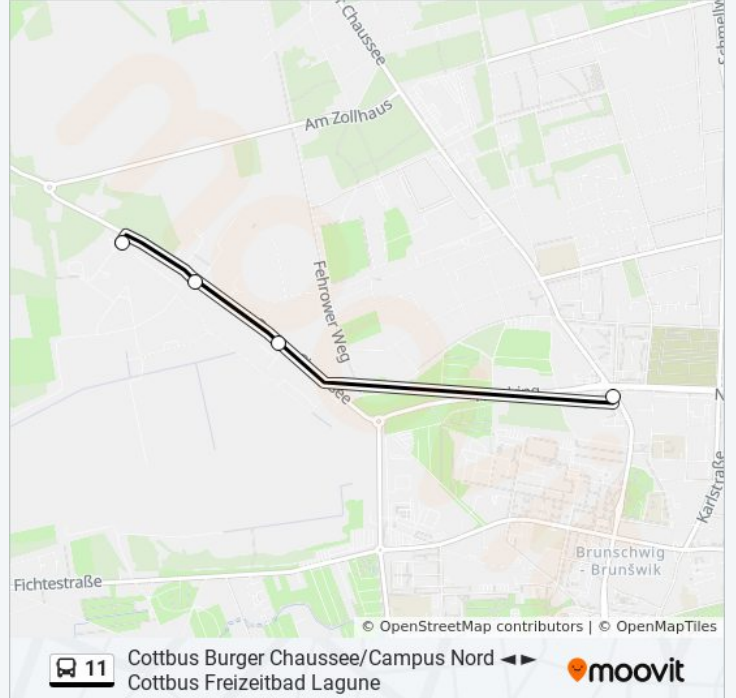 r Chaussee
Schmellw
Am Zollhaus
Fehrower Weg
N
Karlstraße
Brunschwig
- Brunšwik
Fichtestraße
© OpenStreetMap contributors | © OpenMapTiles
11
Cottbus Burger Chaussee/Campus Nord ◄ ►
Cottbus Freizeitbad Lagune
moovit